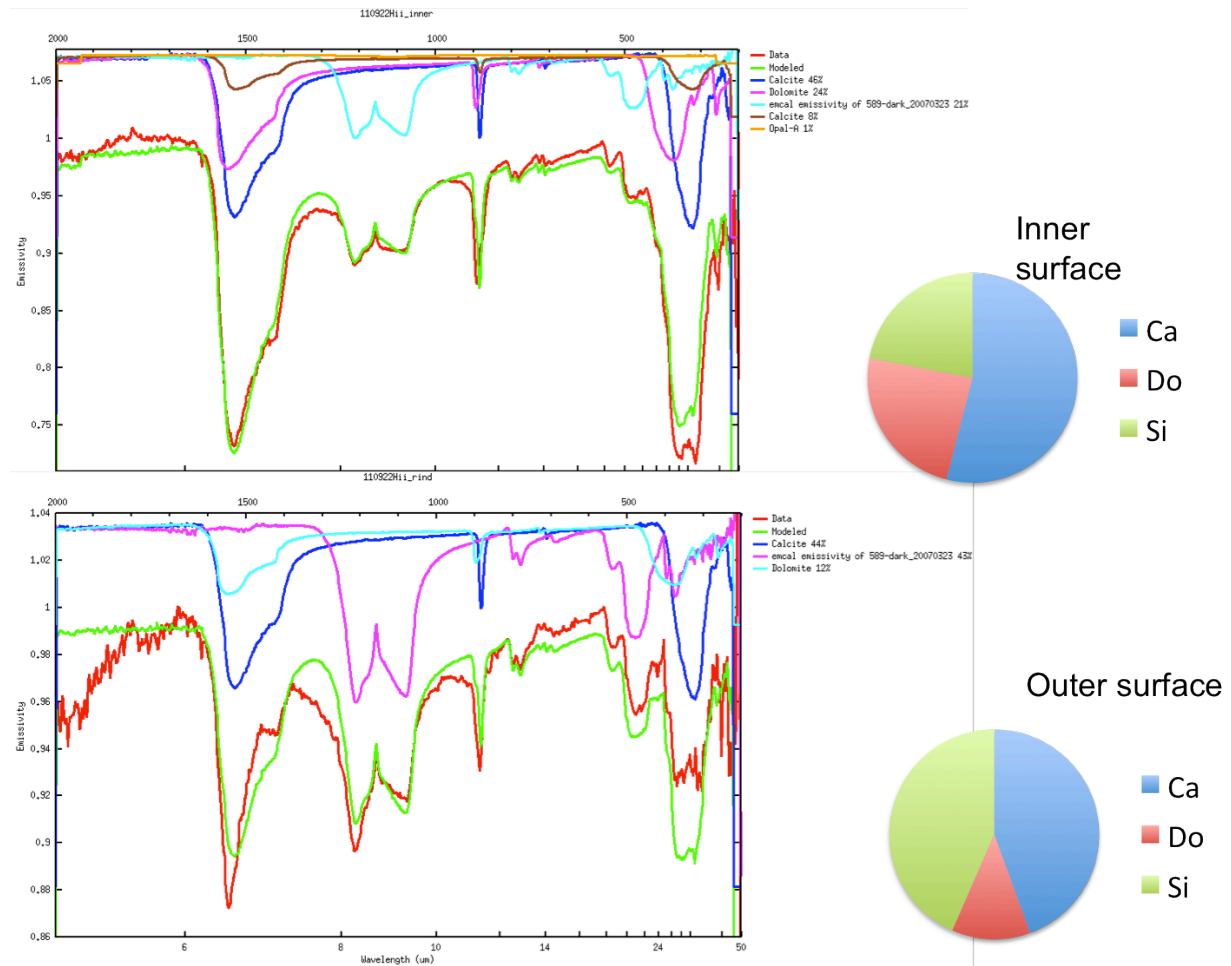 110922Hii_inner
2000 1500 1000 500
1.05
1
0.95
0.9
0.85
0.8
0.75
Emissivity
Data
Modeled
Calcite 46%
Dolomite 24%
emcal emissivity of 589-dark_20070323 21%
Calcite 8%
Opal-A 1%
Inner
surface
Ca
Do
Si
110922Hii_rind
2000 1500 1000 500
1.04
1.02
1
0.98
0.96
0.94
0.92
0.9
0.88
0.86
Emissivity
6 8 10 14 24 50
Wavelength (um)
Data
Modeled
Calcite 44%
emcal emissivity of 589-dark_20070323 43%
Dolomite 12%
Outer surface
Ca
Do
Si